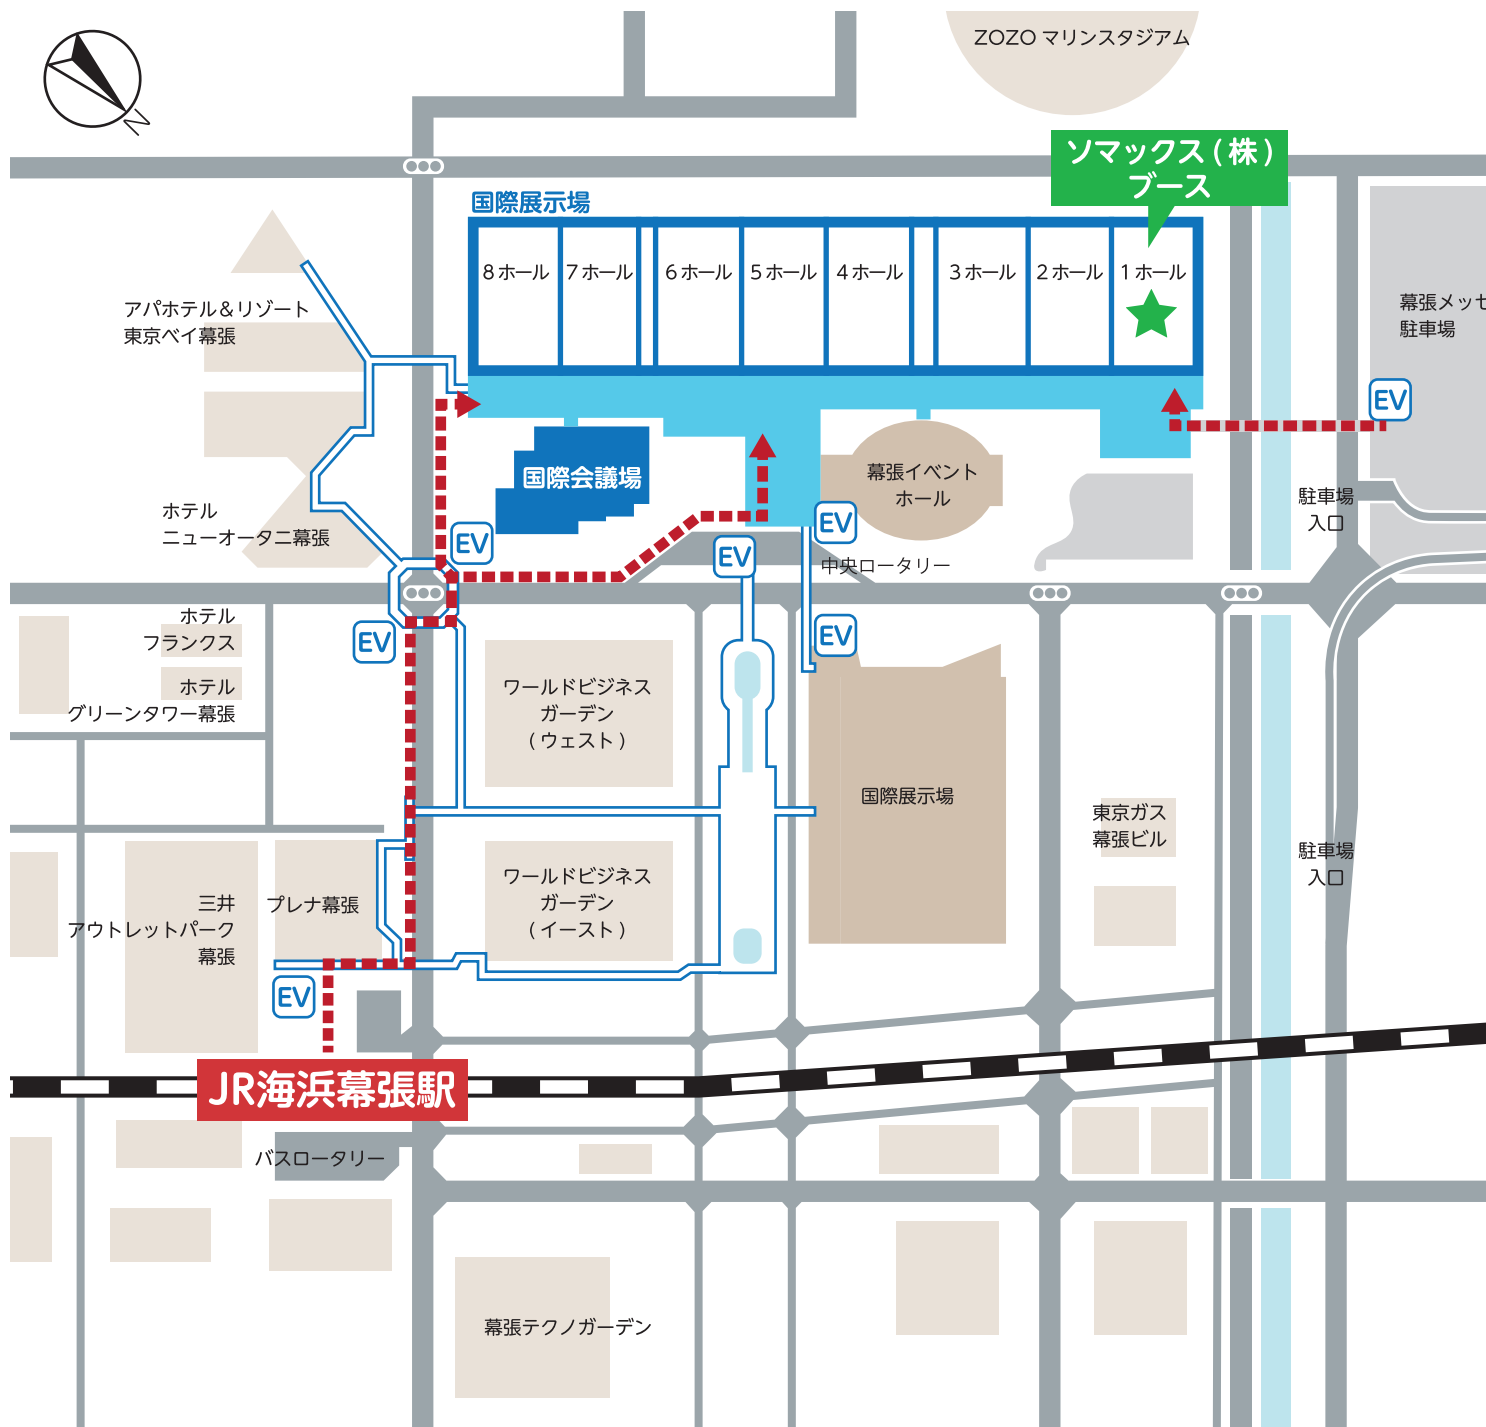 ZOZO マリンスタジアム
N
ソマックス(株)
ブース
国際展示場
8 ホール
7 ホール
6 ホール
5 ホール
4 ホール
3 ホール
2 ホール
1 ホール
アパホテル＆リゾート
東京ベイ幕張
幕張メッセ
駐車場
EV
国際会議場
幕張イベント
ホール
ホテル
ニューオータニ幕張
EV
EV
EV
中央ロータリー
駐車場
入口
ホテル
フランクス
EV
EV
ホテル
グリーンタワー幕張
ワールドビジネス
ガーデン
(ウェスト)
国際展示場
東京ガス
幕張ビル
駐車場
入口
三井
アウトレットパーク
幕張
プレナ幕張
ワールドビジネス
ガーデン
(イースト)
EV
JR海浜幕張駅
バスロータリー
幕張テクノガーデン